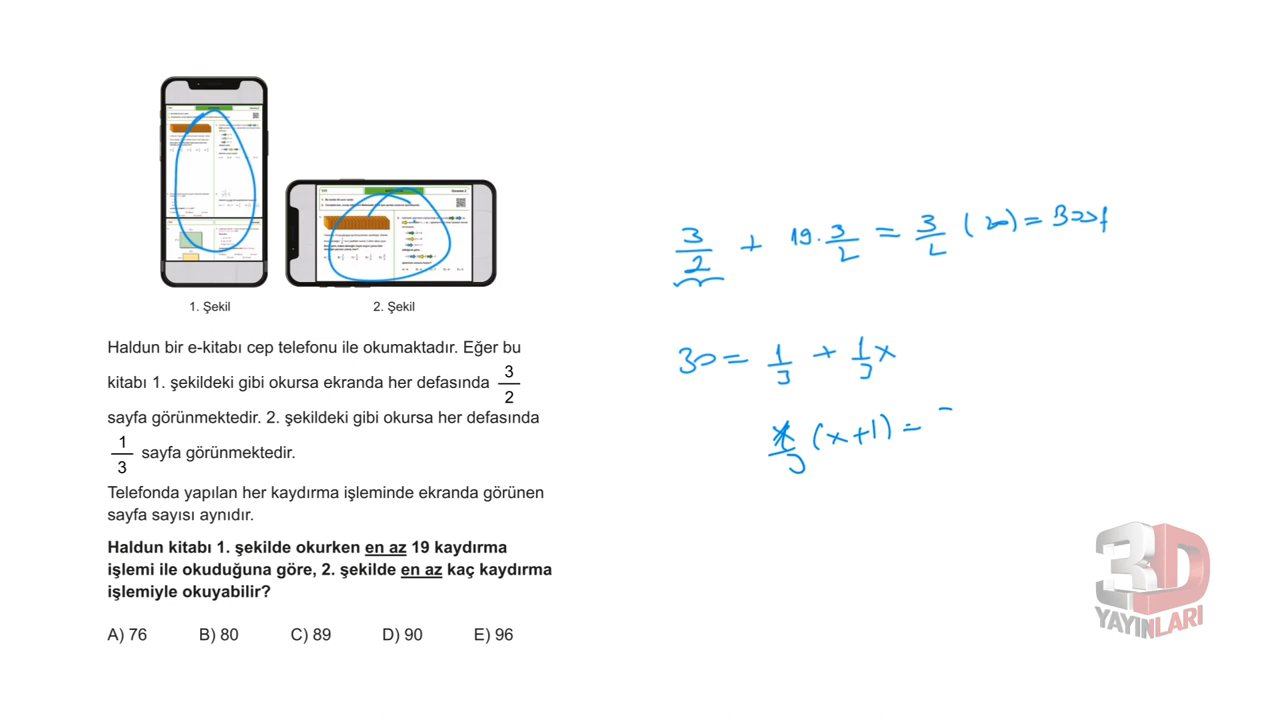 1. Şekil
2. Şekil
Haldun bir e-kitabı cep telefonu ile okumaktadır. Eğer bu
kitabı 1. şekildeki gibi okursa ekranda her defasında 3/2
sayfa görünmektedir. 2. şekildeki gibi okursa her defasında
1/3 sayfa görünmektedir.
Telefonda yapılan her kaydırma işleminde ekranda görünen
sayfa sayısı aynıdır.
Haldun kitabı 1. şekilde okurken en az 19 kaydırma
işlemi ile okuduğuna göre, 2. şekilde en az kaç kaydırma
işlemiyle okuyabilir?
A) 76 B) 80 C) 89 D) 90 E) 96
3/2 + 19. 3/2 = 3/2 (20) = 30 syf
30 = 1/3 + 1/3 x
(x+1) =
3D
YAYINLARI